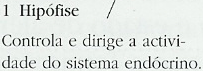 1 Hipófise
Controla e dirige a activi-
dade do sistema endócrino.